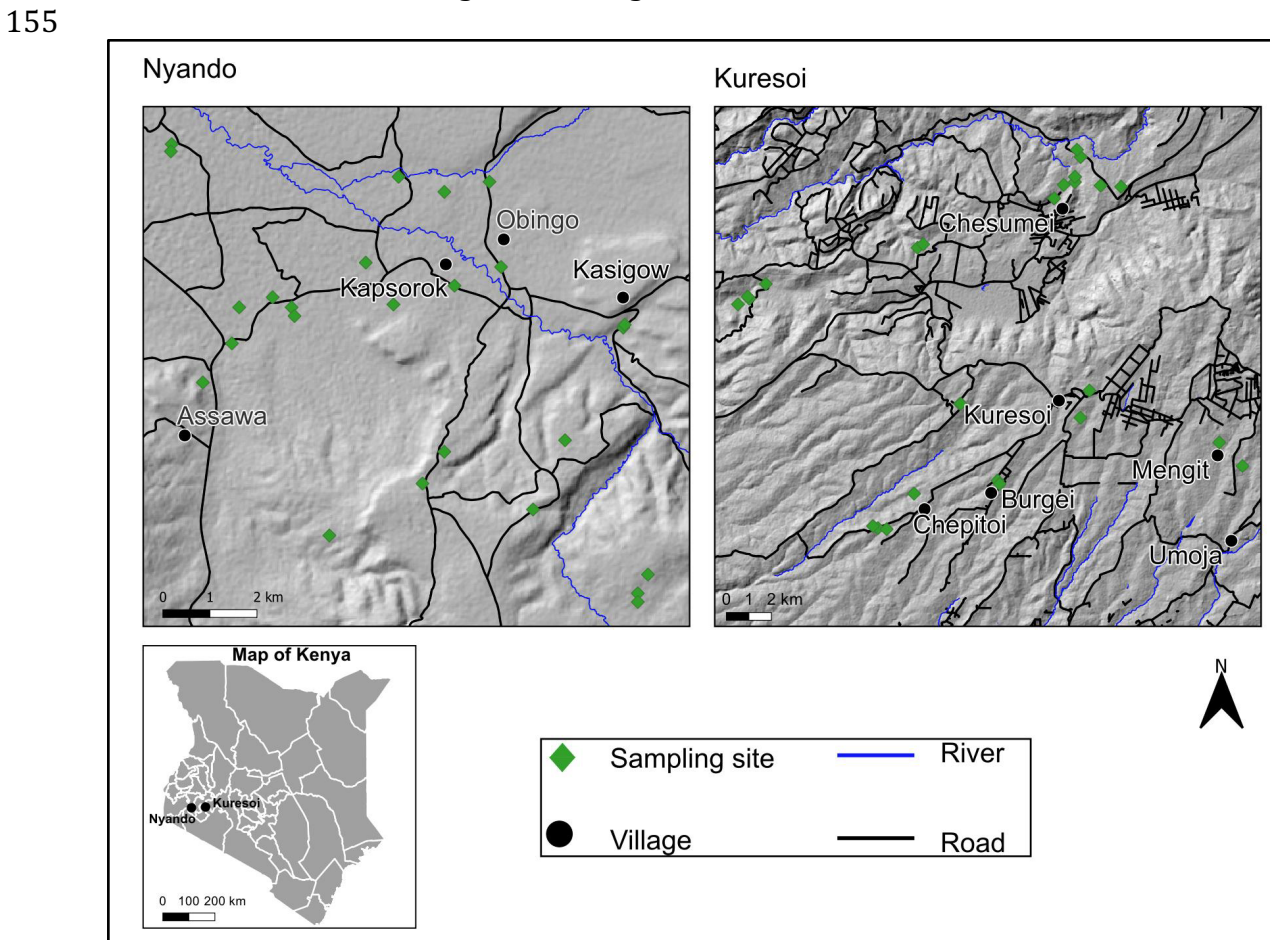 155
Nyando
Kuresoi
Obingo
Kasigow
Kapsorok
Assawa
0 1 2 km
Chesumei
Kuresoi
Mengit
Burgei
Chepitoi
Umoja
0 1 2 km
Map of Kenya
Kuresoi
Nyando
0 100 200 km
N
Sampling site
River
Village
Road